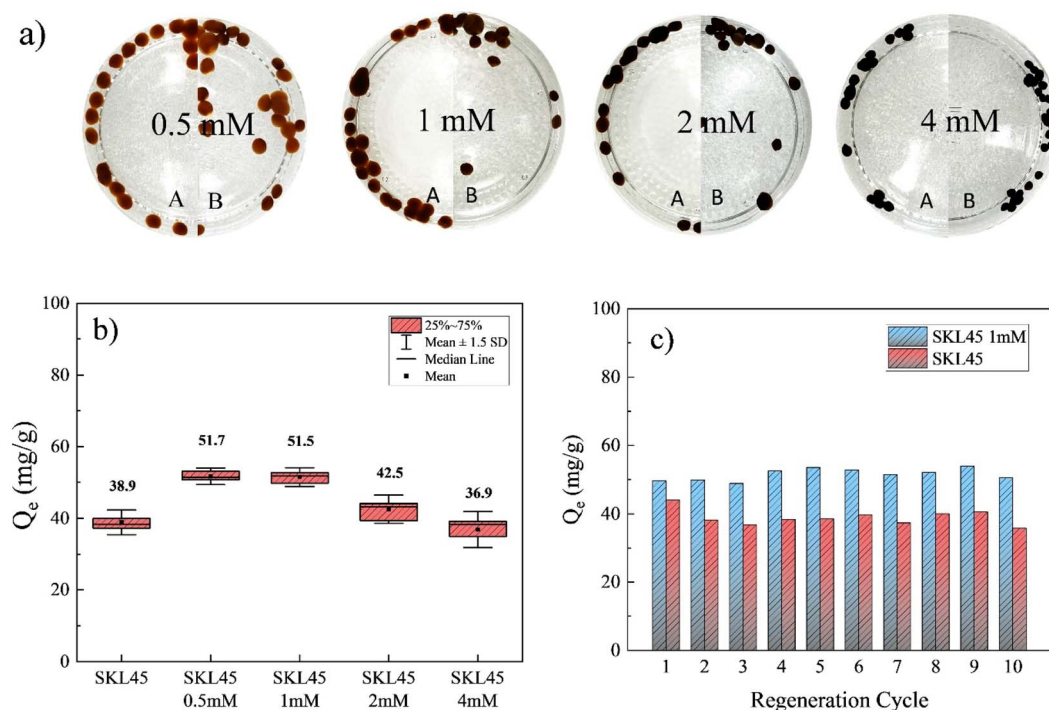 a)
0.5 mM
1 mM
2 mM
4 mM
A B
A B
A B
A B
b)
25%~75%
Mean ± 1.5 SD
Median Line
Mean
Qe (mg/g)
100
80
60
40
20
0
38.9
51.7
51.5
42.5
36.9
SKL45
SKL45 0.5mM
SKL45 1mM
SKL45 2mM
SKL45 4mM
c)
SKL45 1mM
SKL45
Qe (mg/g)
100
80
60
40
20
0
1 2 3 4 5 6 7 8 9 10
Regeneration Cycle